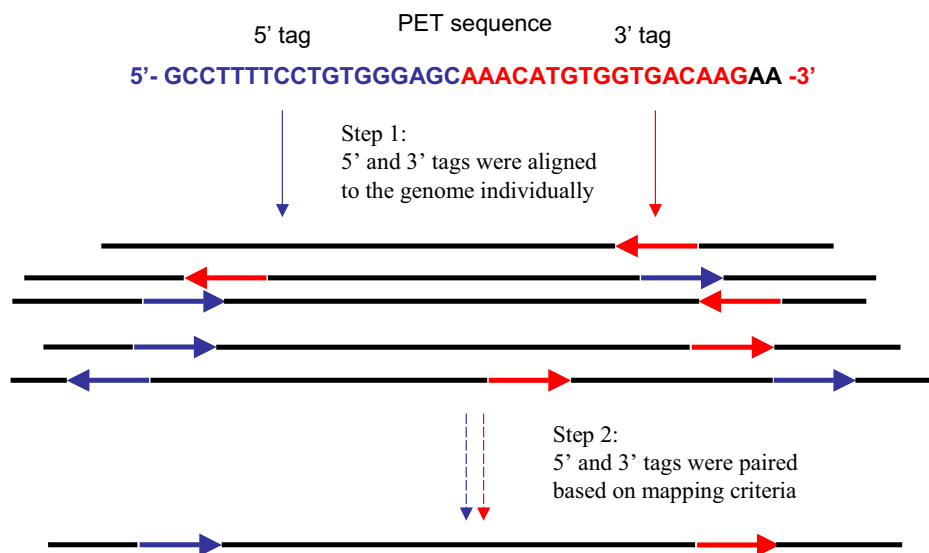 PET sequence
5’ tag
3’ tag
5’- GCCTTTTCCTGTGGGAGCAAACATGTGGTGACAAGAA -3’
Step 1:
5’ and 3’ tags were aligned
to the genome individually
Step 2:
5’ and 3’ tags were paired
based on mapping criteria